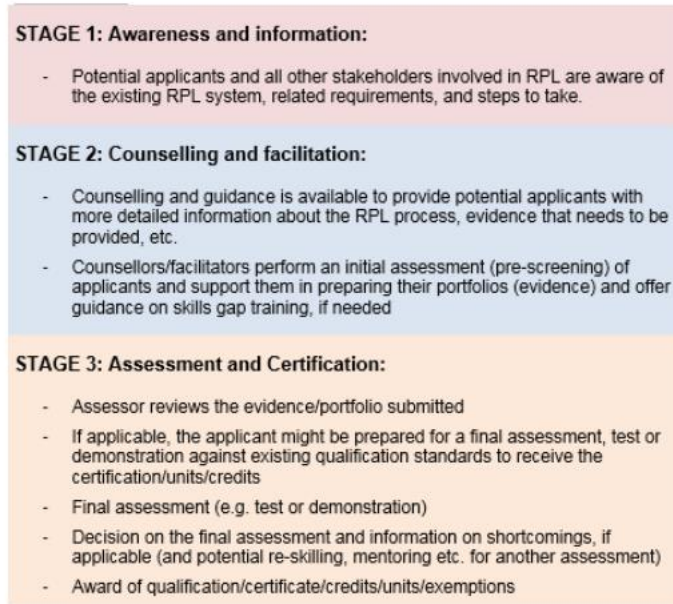 STAGE 1: Awareness and information:
- Potential applicants and all other stakeholders involved in RPL are aware of
the existing RPL system, related requirements, and steps to take.
STAGE 2: Counselling and facilitation:
- Counselling and guidance is available to provide potential applicants with
more detailed information about the RPL process, evidence that needs to be
provided, etc.
- Counsellors/facilitators perform an initial assessment (pre-screening) of
applicants and support them in preparing their portfolios (evidence) and offer
guidance on skills gap training, if needed
STAGE 3: Assessment and Certification:
- Assessor reviews the evidence/portfolio submitted
- If applicable, the applicant might be prepared for a final assessment, test or
demonstration against existing qualification standards to receive the
certification/units/credits
- Final assessment (e.g. test or demonstration)
- Decision on the final assessment and information on shortcomings, if
applicable (and potential re-skilling, mentoring etc. for another assessment)
- Award of qualification/certificate/credits/units/exemptions